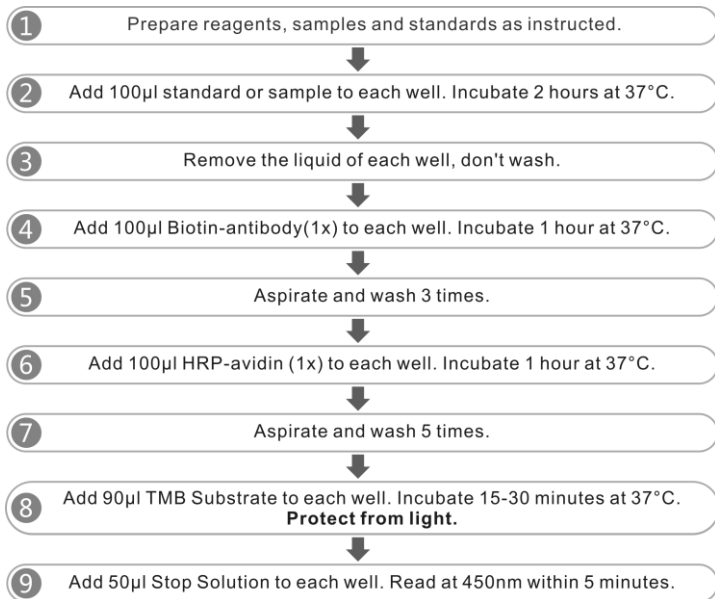 1 Prepare reagents, samples and standards as instructed.
2 Add 100μl standard or sample to each well. Incubate 2 hours at 37°C.
3 Remove the liquid of each well, don't wash.
4 Add 100μl Biotin-antibody(1x) to each well. Incubate 1 hour at 37°C.
5 Aspirate and wash 3 times.
6 Add 100μl HRP-avidin (1x) to each well. Incubate 1 hour at 37°C.
7 Aspirate and wash 5 times.
8 Add 90μl TMB Substrate to each well. Incubate 15-30 minutes at 37°C.
Protect from light.
9 Add 50μl Stop Solution to each well. Read at 450nm within 5 minutes.